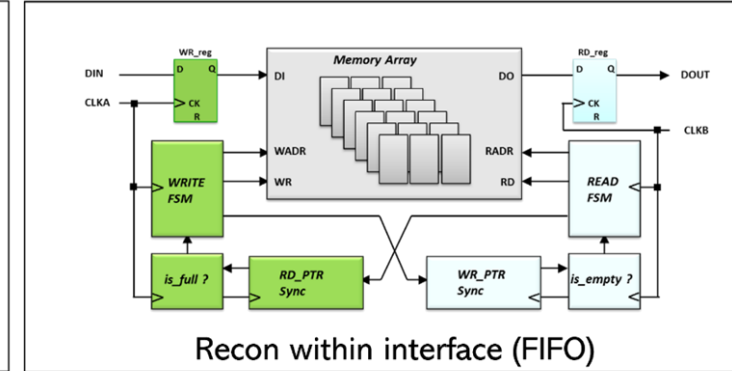 WR_reg
Memory Array
RD_reg
DIN
D
Q
DI
DO
D
Q
DOUT
CLKA
CK
R
CK
R
CLKB
WRITE
FSM
WADR
WR
RADR
RD
READ
FSM
is_full ?
RD_PTR
Sync
WR_PTR
Sync
is_empty ?
Recon within interface (FIFO)